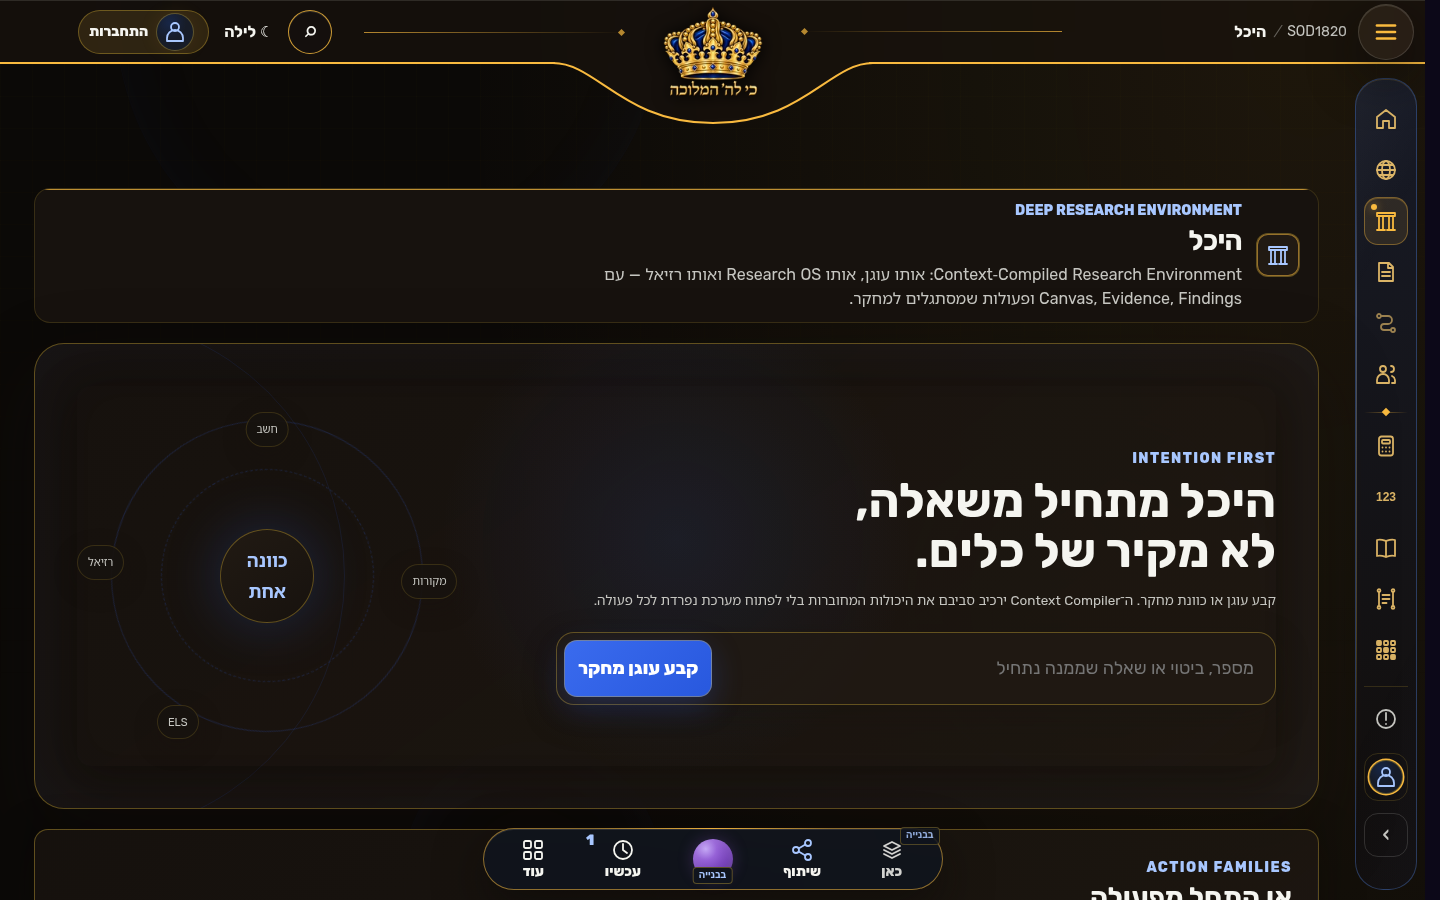 SOD1820 / היכל
כי לה' המלוכה
לילה
התחברות
DEEP RESEARCH ENVIRONMENT
היכל
Context-Compiled Research Environment: אותו עוגן, אותו Research OS ואותו רזיאל — עם
Canvas, Evidence, Findings ופעולות שמסתגלים למחקר.
INTENTION FIRST
היכל מתחיל משאלה,
לא מקיר של כלים.
קבע עוגן או כוונת מחקר. ה־Context Compiler ירכיב סביבם את היכולות המחוברות בלי לפתוח מערכת נפרדת לכל פעולה.
מספר, ביטוי או שאלה שממנה נתחיל
קבע עוגן מחקר
חשב
מקורות
כוונה
אחת
רזיאל
ELS
123
ACTION FAMILIES
או התחל מפעולה
בבנייה
כאן
שיתוף
בבנייה
1
עכשיו
עוד